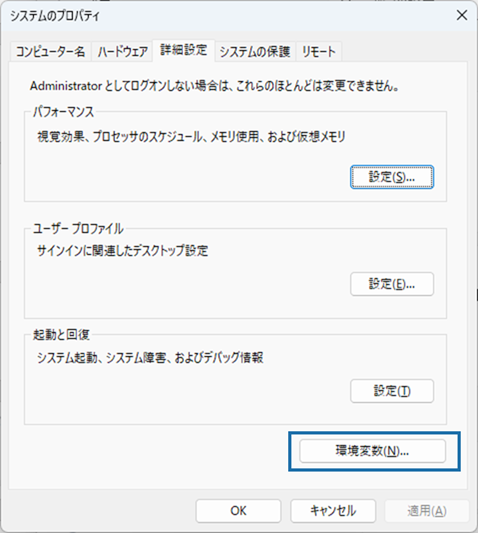 システムのプロパティ
コンピューター名 ハードウェア 詳細設定 システムの保護 リモート
Administrator としてログオンしない場合は、これらのほとんどは変更できません。
パフォーマンス
視覚効果、プロセッサのスケジュール、メモリ使用、および仮想メモリ
設定(S)...
ユーザー プロファイル
サインインに関連したデスクトップ設定
設定(E)...
起動と回復
システム起動、システム障害、およびデバッグ情報
設定(T)
環境変数(N)...
OK キャンセル 適用(A)